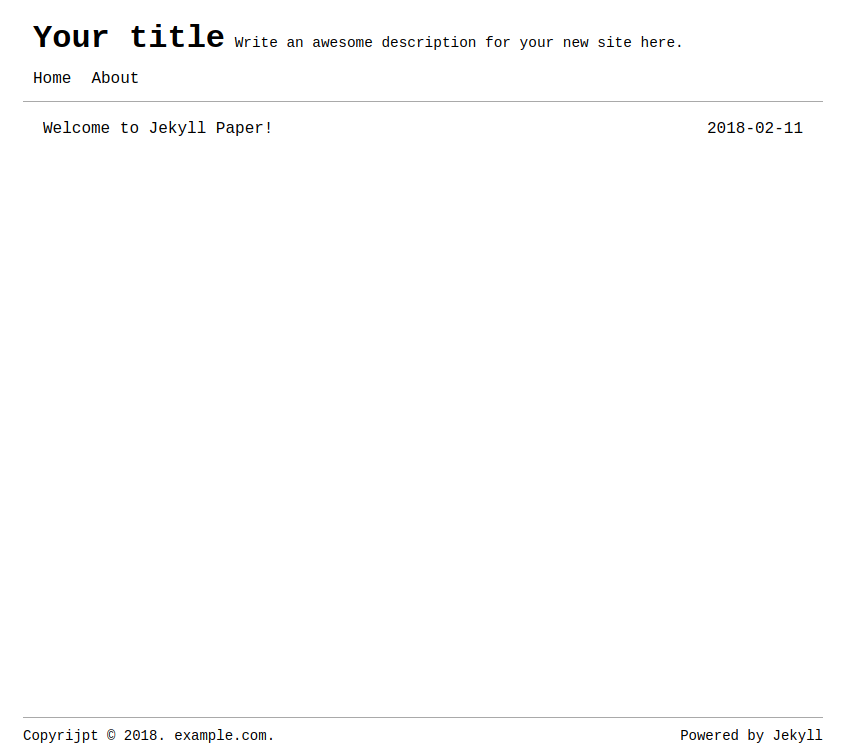 Your title Write an awesome description for your new site here.
Home About
Welcome to Jekyll Paper! 2018-02-11
Copyrijpt © 2018. example.com. Powered by Jekyll